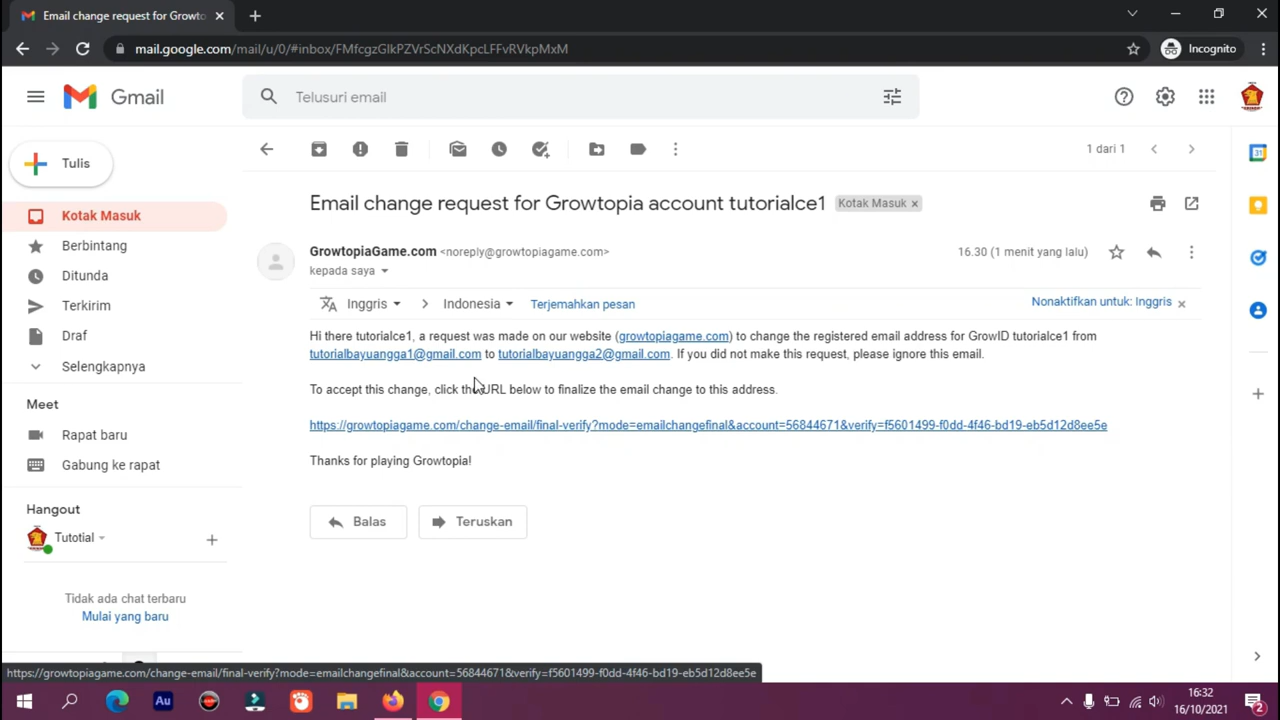 Email change request for Growto
mail.google.com/mail/u/0/#inbox/FMfcgzGlkPZVrScNXdKpcLFFvRVkpMxM
Incognito
Gmail
Telusuri email
Tulis
1 dari 1
Kotak Masuk
Email change request for Growtopia account tutorialce1
Kotak Masuk ×
Berbintang
GrowtopiaGame.com <noreply@growtopiagame.com>
16.30 (1 menit yang lalu)
kepada saya
Ditunda
Terkirim
Inggris > Indonesia Terjemahkan pesan
Nonaktifkan untuk: Inggris ×
Draf
Hi there tutorialce1, a request was made on our website (growtopiagame.com) to change the registered email address for GrowID tutorialce1 from
tutorialbayuangga1@gmail.com to tutorialbayuangga2@gmail.com. If you did not make this request, please ignore this email.
Selengkapnya
To accept this change, click the URL below to finalize the email change to this address.
Meet
https://growtopiagame.com/change-email/final-verify?mode=emailchangefinal&account=56844671&verify=f5601499-f0dd-4f46-bd19-eb5d12d8ee5e
Rapat baru
Thanks for playing Growtopia!
Gabung ke rapat
Hangout
Balas
Teruskan
Tutotial
Tidak ada chat terbaru
Mulai yang baru
https://growtopiagame.com/change-email/final-verify?mode=emailchangefinal&account=56844671&verify=f5601499-f0dd-4f46-bd19-eb5d12d8ee5e
31
Au
16:32
16/10/2021
2